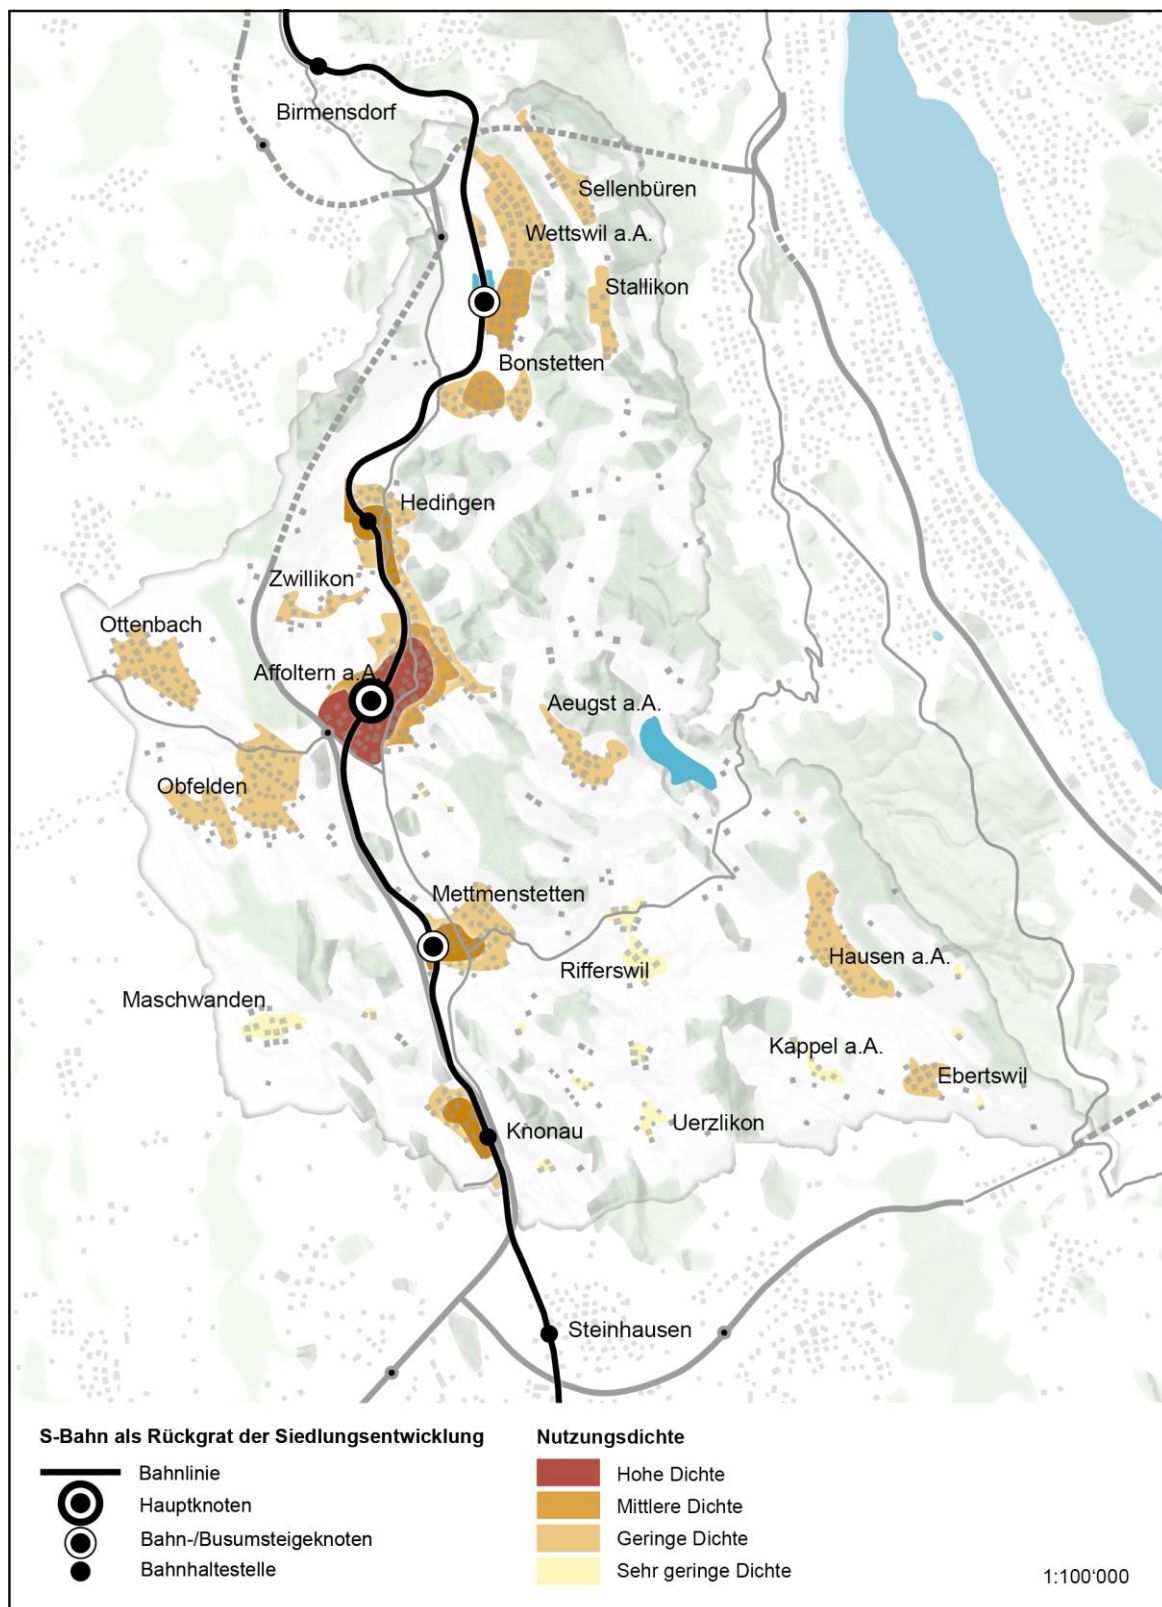 Birmensdorf
Sellenbüren
Wettswil a.A.
Stallikon
Bonstetten
Hedingen
Zwillikon
Ottenbach
Affoltern a.A.
Aeugst a.A.
Obfelden
Mettmenstetten
Rifferswil
Hausen a.A.
Maschwanden
Kappel a.A.
Ebertswil
Knonau
Uerzlikon
Steinhausen
S-Bahn als Rückgrat der Siedlungsentwicklung
Bahnlinie
Hauptknoten
Bahn-/Busumsteigeknoten
Bahnhaltestelle
Nutzungsdichte
Hohe Dichte
Mittlere Dichte
Geringe Dichte
Sehr geringe Dichte
1:100‘000